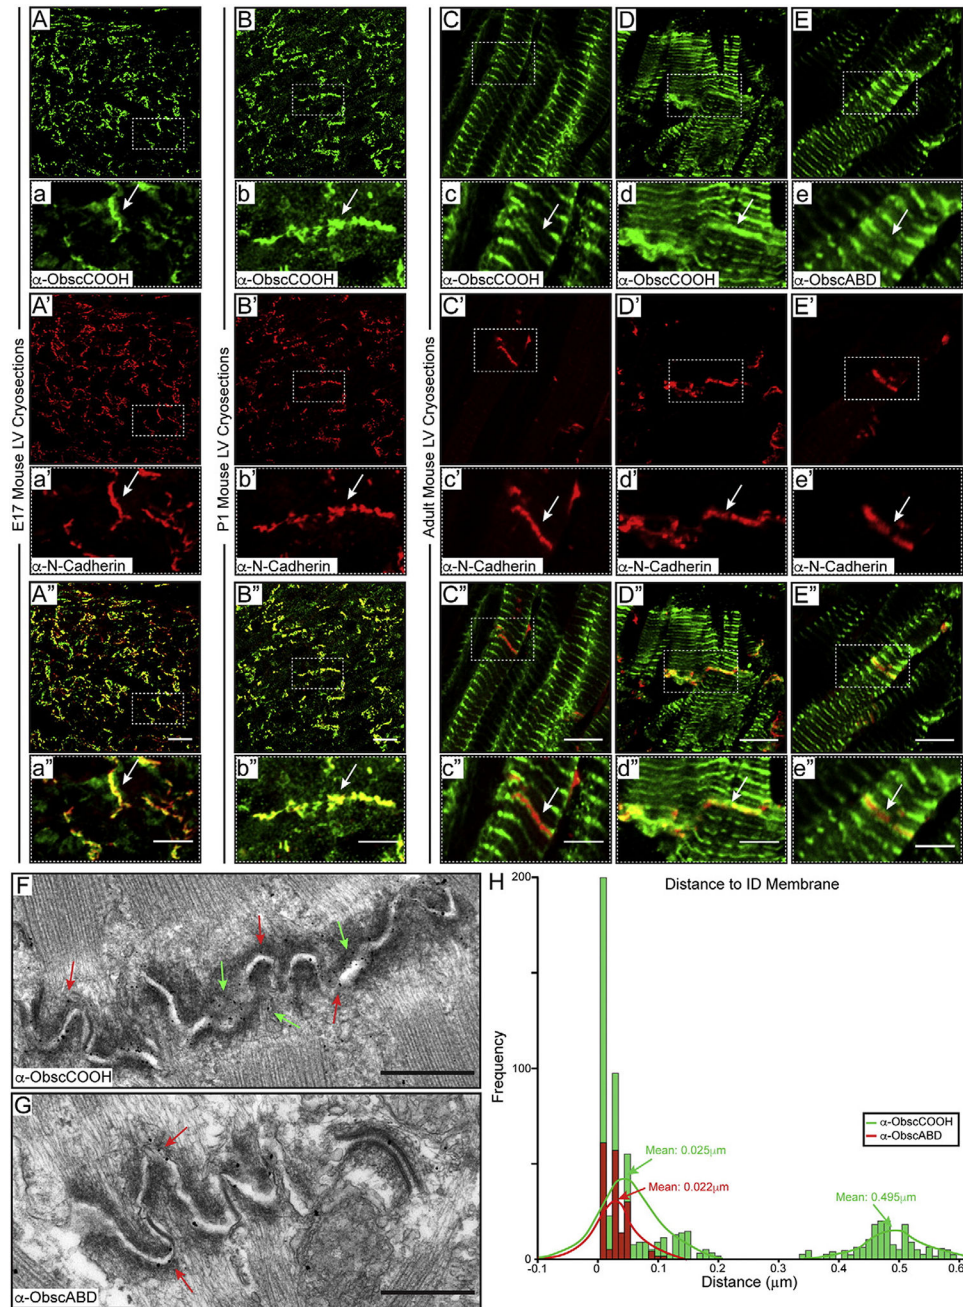 A
B
C
D
E
a
b
c
d
e
α-ObscCOOH
α-ObscCOOH
α-ObscCOOH
α-ObscCOOH
α-ObscABD
E17 Mouse LV Cryosections
P1 Mouse LV Cryosections
Adult Mouse LV Cryosections
A'
B'
C'
D'
E'
a'
b'
c'
d'
e'
α-N-Cadherin
α-N-Cadherin
α-N-Cadherin
α-N-Cadherin
α-N-Cadherin
A"
B"
C"
D"
E"
a"
b"
c"
d"
e"
F
α-ObscCOOH
G
α-ObscABD
H
Distance to ID Membrane
200
100
0
Frequency
α-ObscCOOH
α-ObscABD
Mean: 0.025μm
Mean: 0.022μm
Mean: 0.495μm
-0.1 0 0.1 0.2 0.3 0.4 0.5 0.6
Distance (μm)